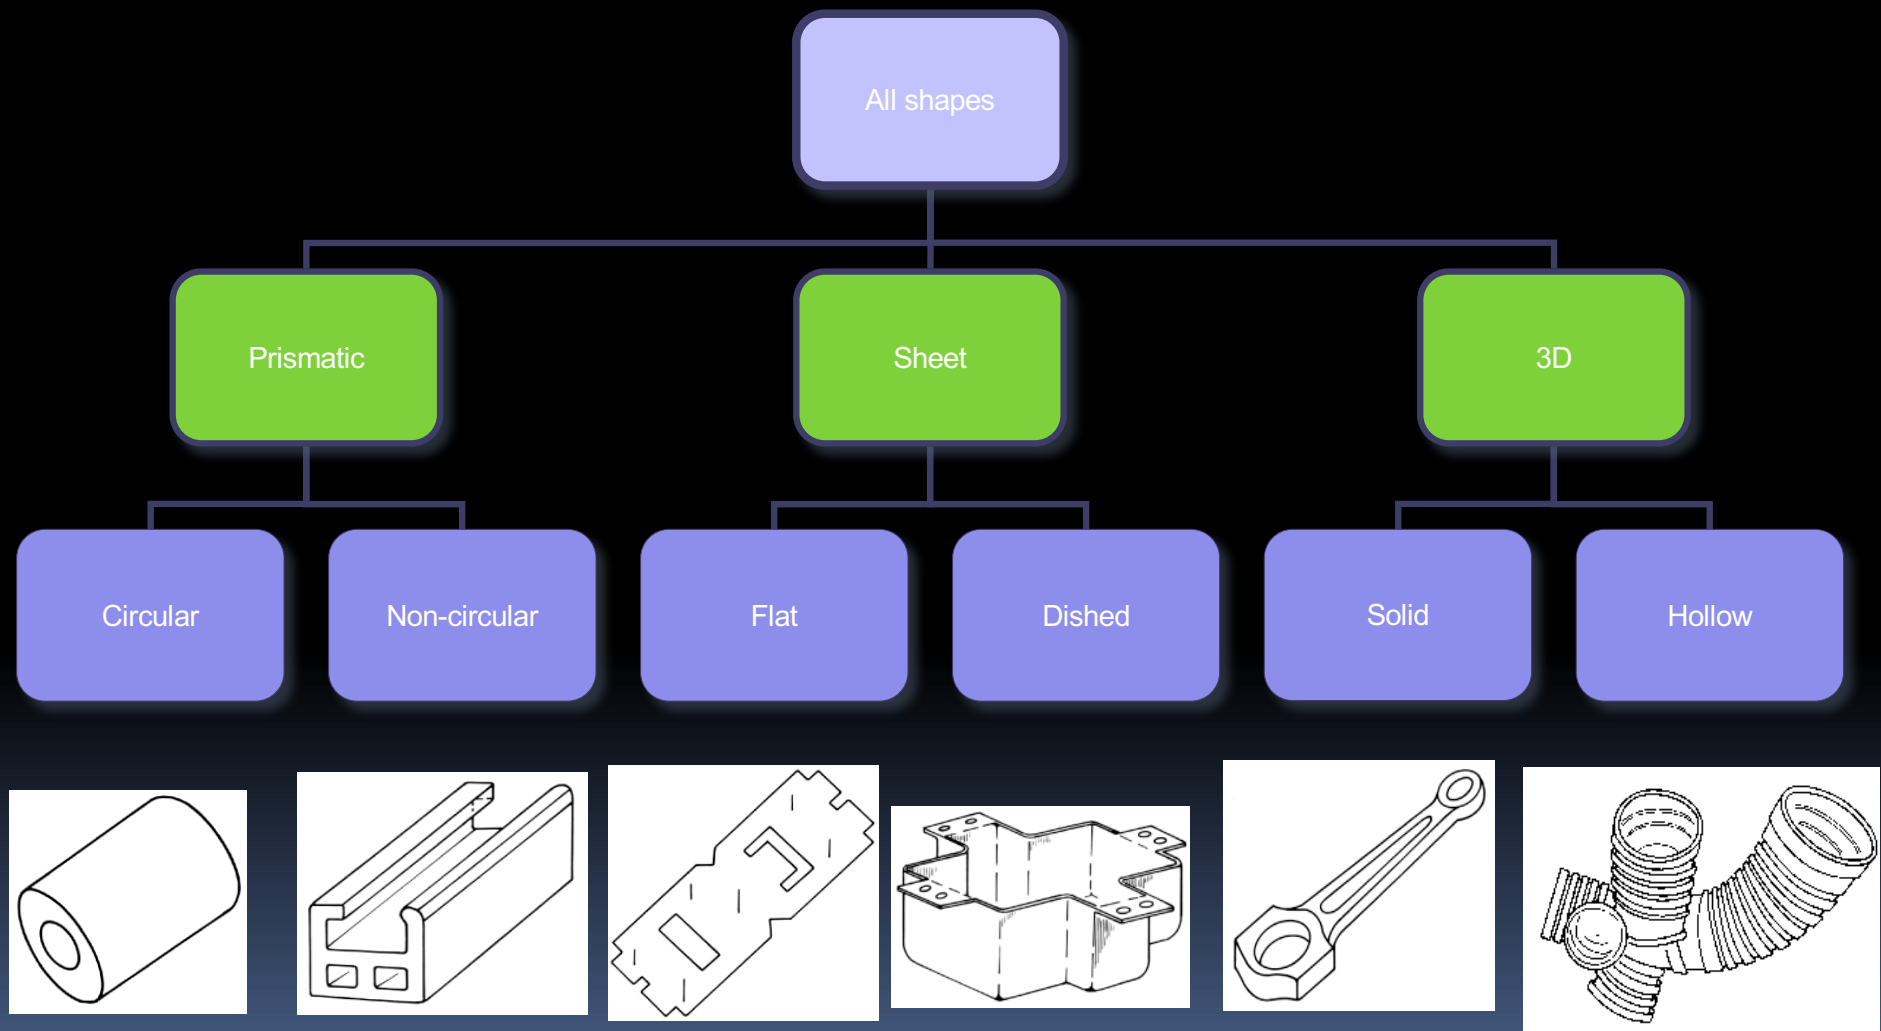 All shapes
Prismatic
Sheet
3D
Circular
Non-circular
Flat
Dished
Solid
Hollow